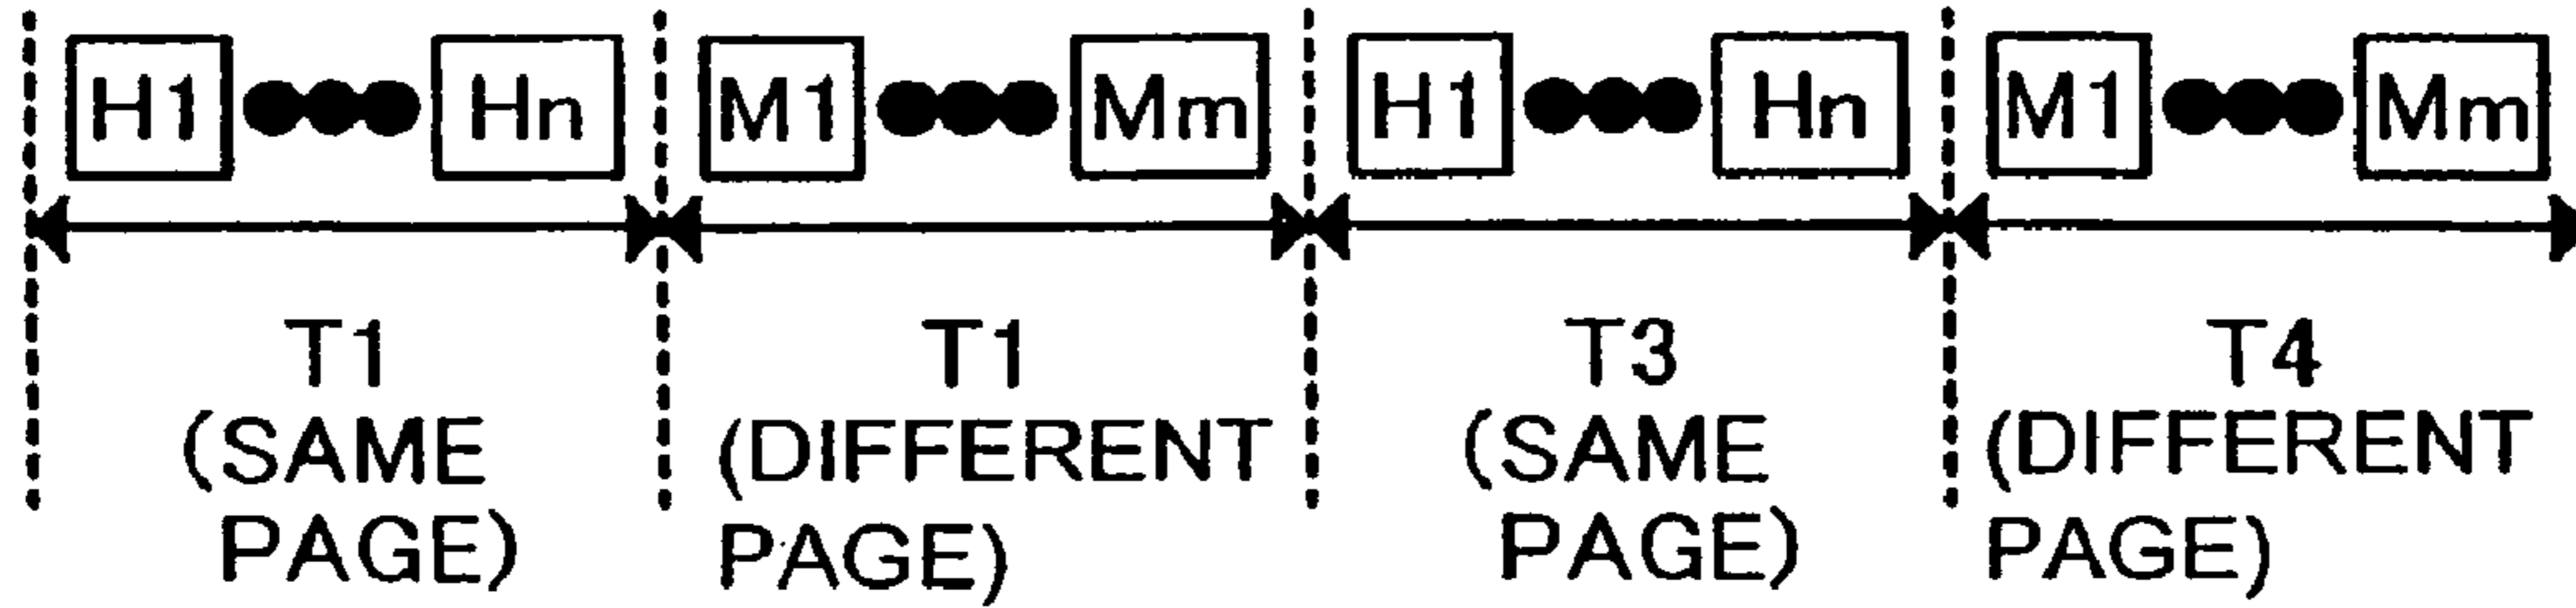 H1 ●●● Hn M1 ●●● Mm H1 ●●● Hn M1 ●●● Mm
T1 T1 T3 T4
(SAME (DIFFERENT (SAME (DIFFERENT
PAGE) PAGE) PAGE) PAGE)